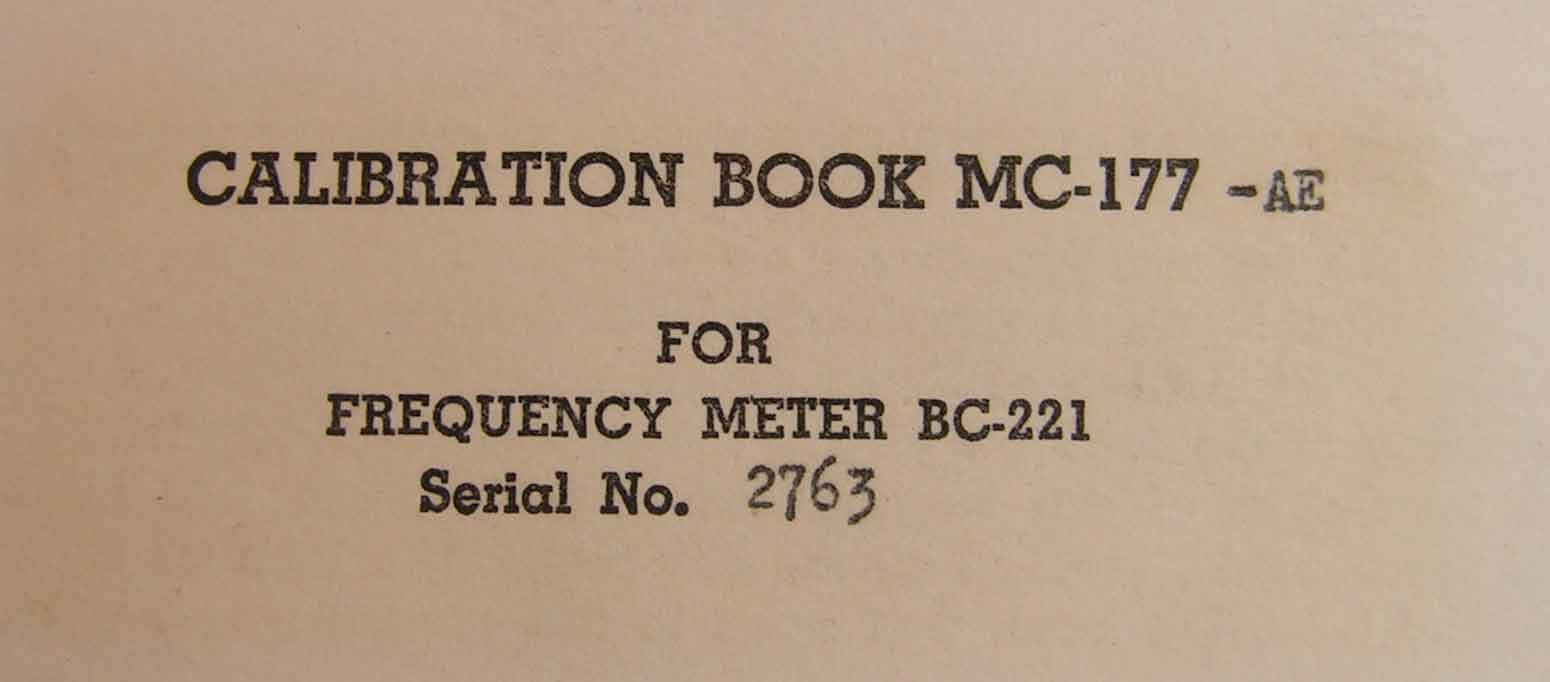 CALIBRATION BOOK MC-177 -AE
FOR
FREQUENCY METER BC-221
Serial No. 2763